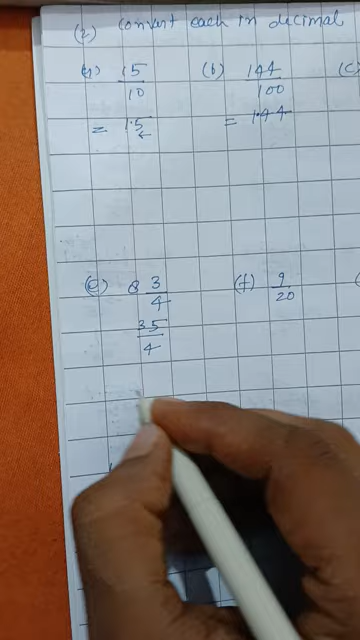 (2) convert each in decimal
(a) 15/10 (b) 144/100 (c)
= 1.5 = 1.44
(e) 8 3/4 (f) 9/20
35/4